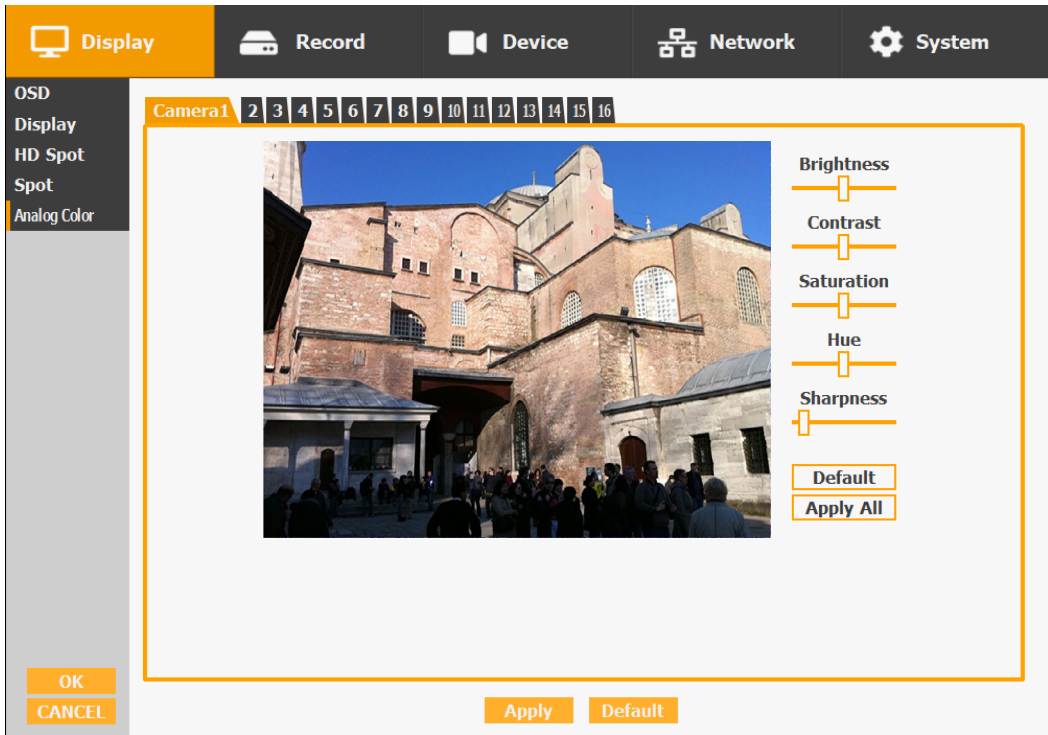 Display Record Device Network System
OSD
Display
HD Spot
Spot
Analog Color
Camera1 2 3 4 5 6 7 8 9 10 11 12 13 14 15 16
Brightness
Contrast
Saturation
Hue
Sharpness
Default
Apply All
OK
CANCEL
Apply Default